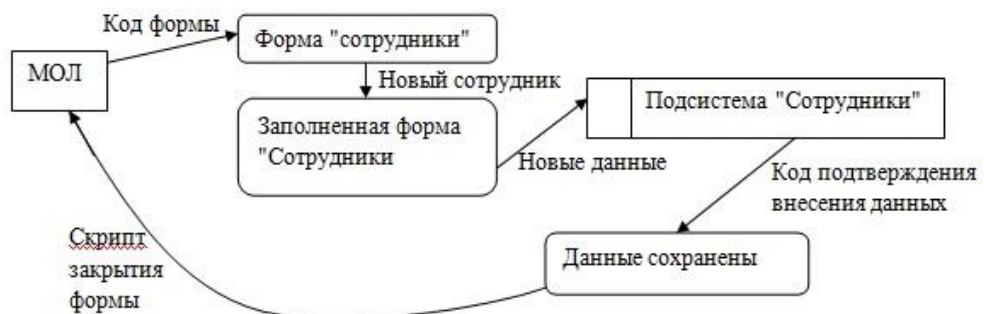 Код формы
Форма "сотрудники"
МОЛ
Новый сотрудник
Заполненная форма
"Сотрудники
Подсистема "Сотрудники"
Новые данные
Код подтверждения
внесения данных
Данные сохранены
Скрипт
закрытия
формы